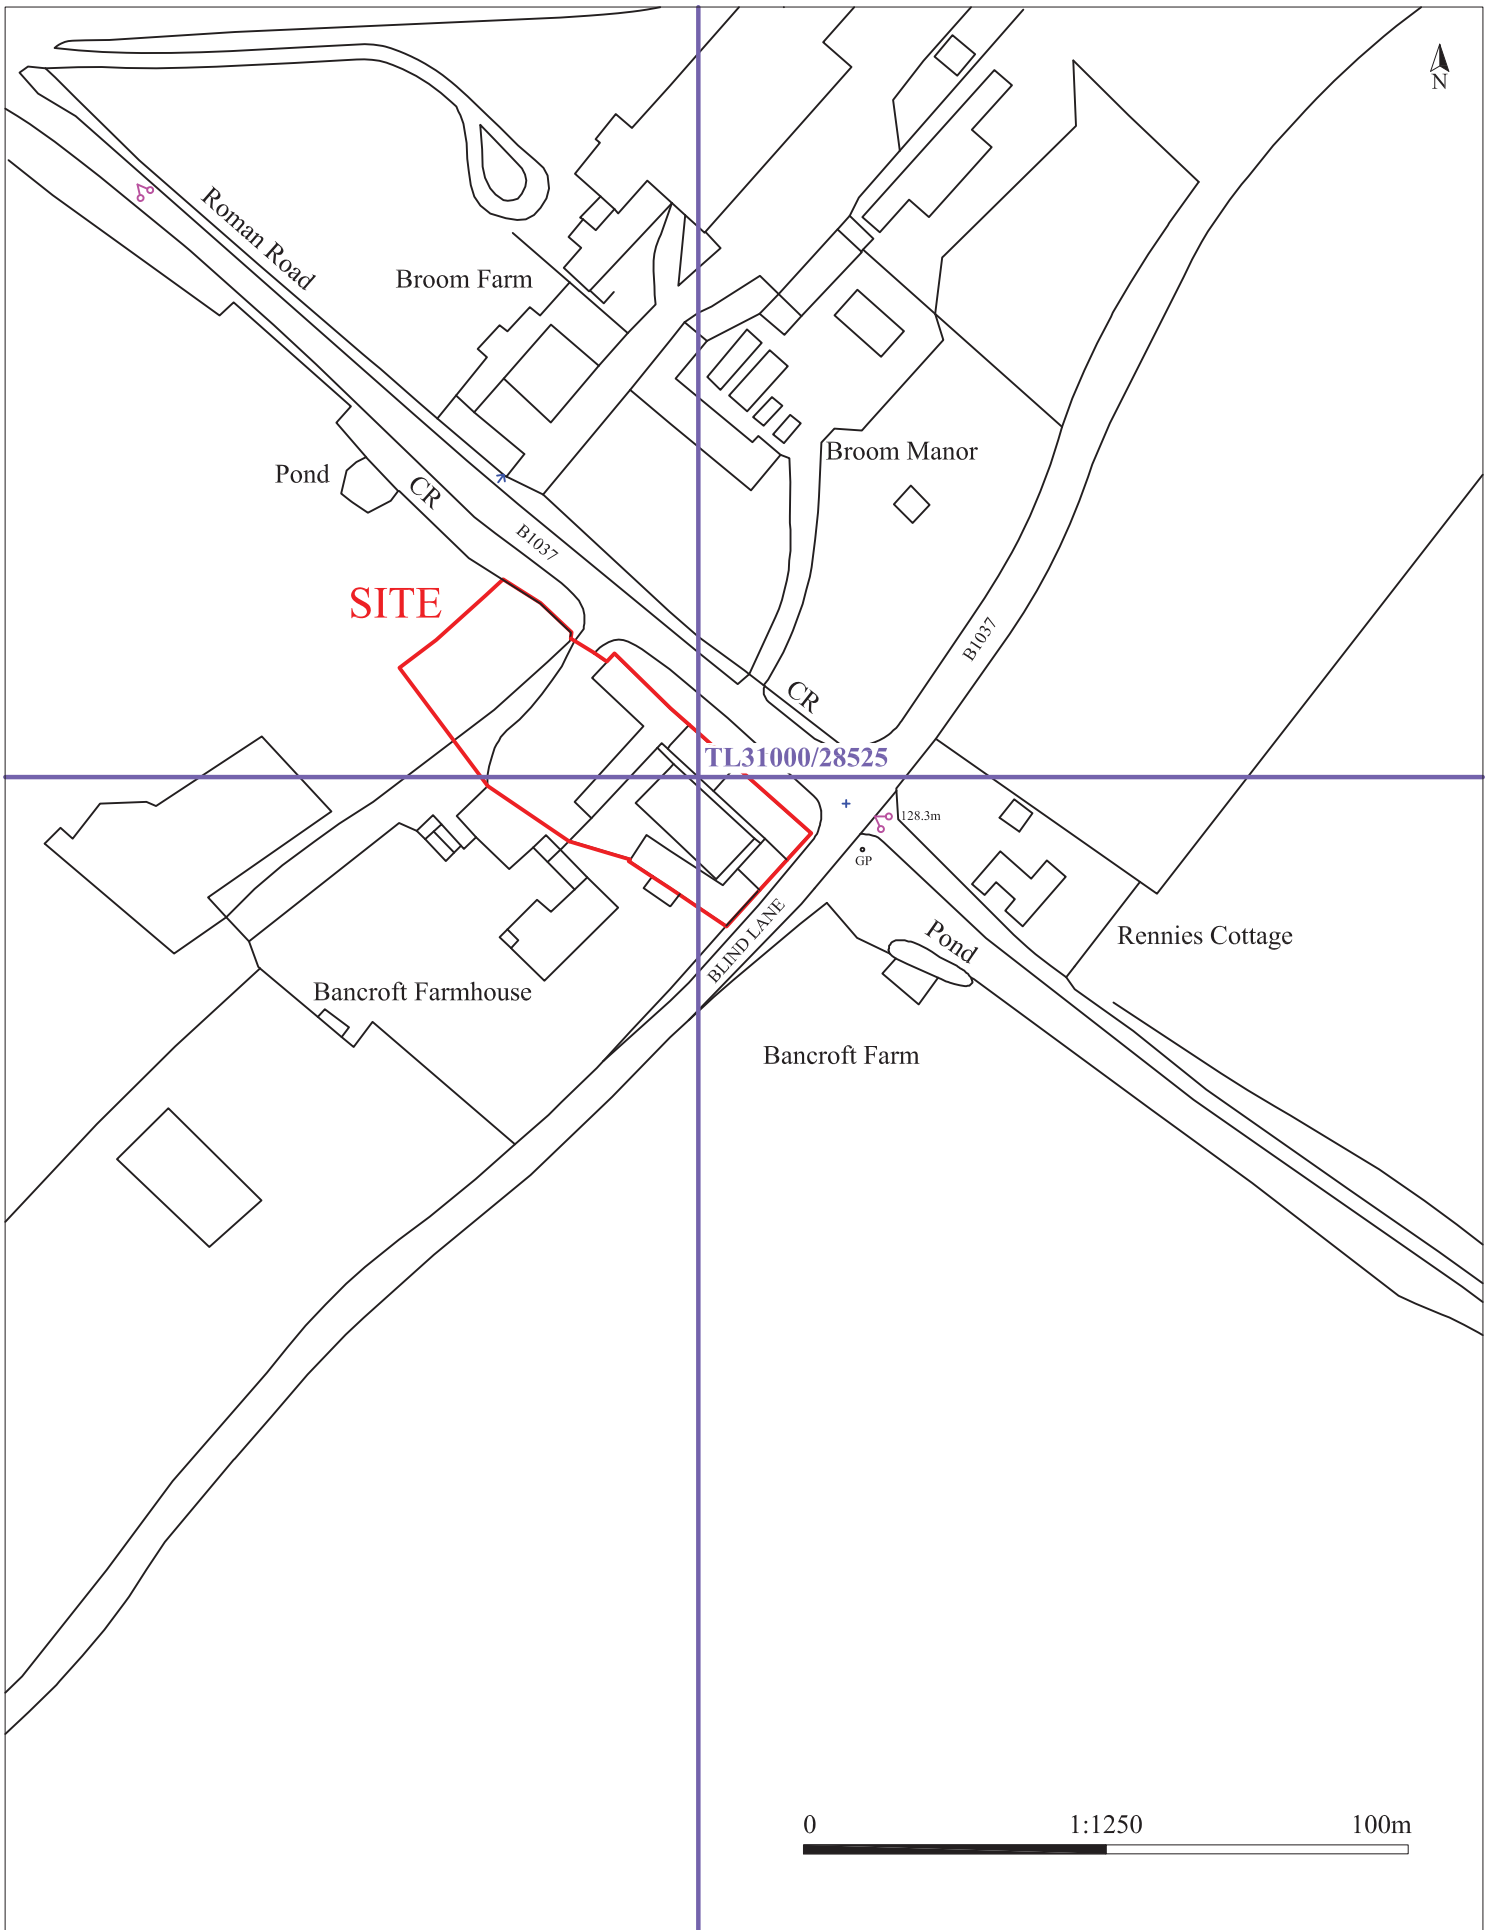 N
Roman Road
Broom Farm
Broom Manor
Pond
CR
B1037
SITE
B1037
CR
TL31000/28525
128.3m
GP
BLIND LANE
Pond
Rennies Cottage
Bancroft Farmhouse
Bancroft Farm
0 1:1250 100m